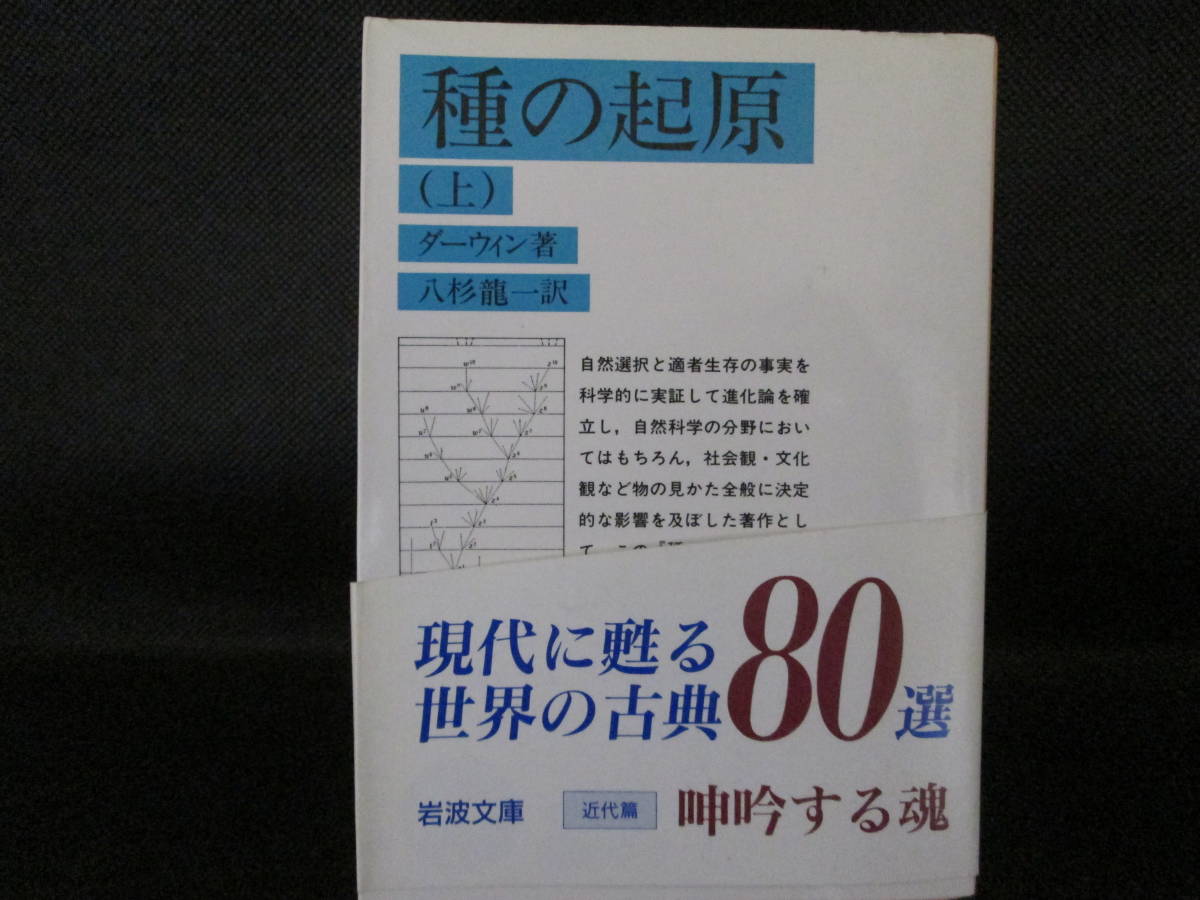 種の起原
（上）
ダーウィン著
八杉龍一訳
自然選択と適者生存の事実を
科学的に実証して進化論を確
立し，自然科学の分野におい
てはもちろん，社会観・文化
観など物の見かた全般に決定
的な影響を及ぼした著作とし
て，この『種
現代に甦る
世界の古典80選
岩波文庫 近代篇 呻吟する魂